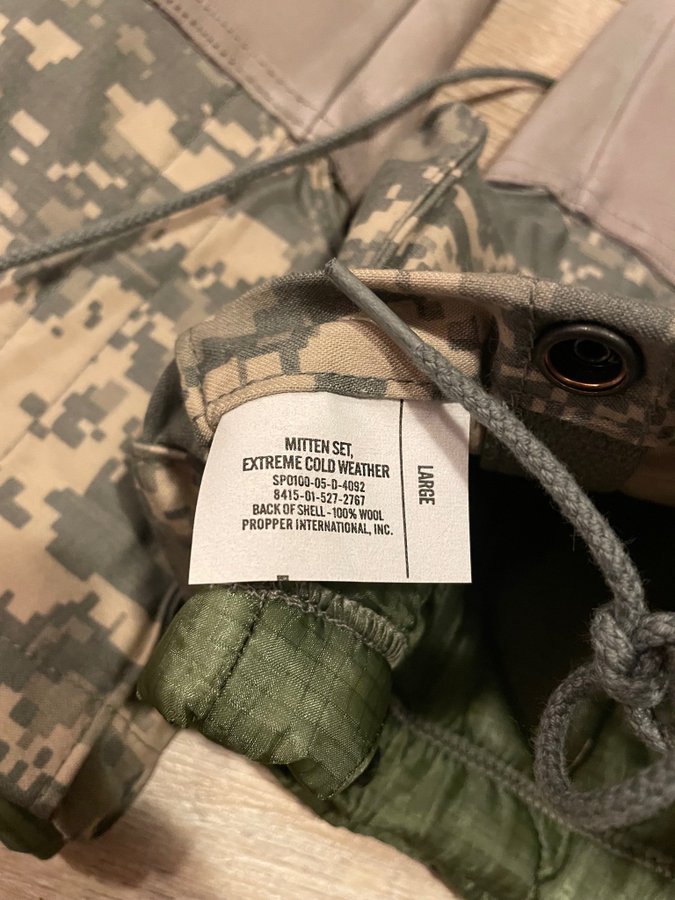 MITTEN SET,
EXTREME COLD WEATHER
SPO100-05-D-4092
8415-01-527-2767
BACK OF SHELL-100% WOOL
PROPPER INTERNATIONAL, INC.
LARGE